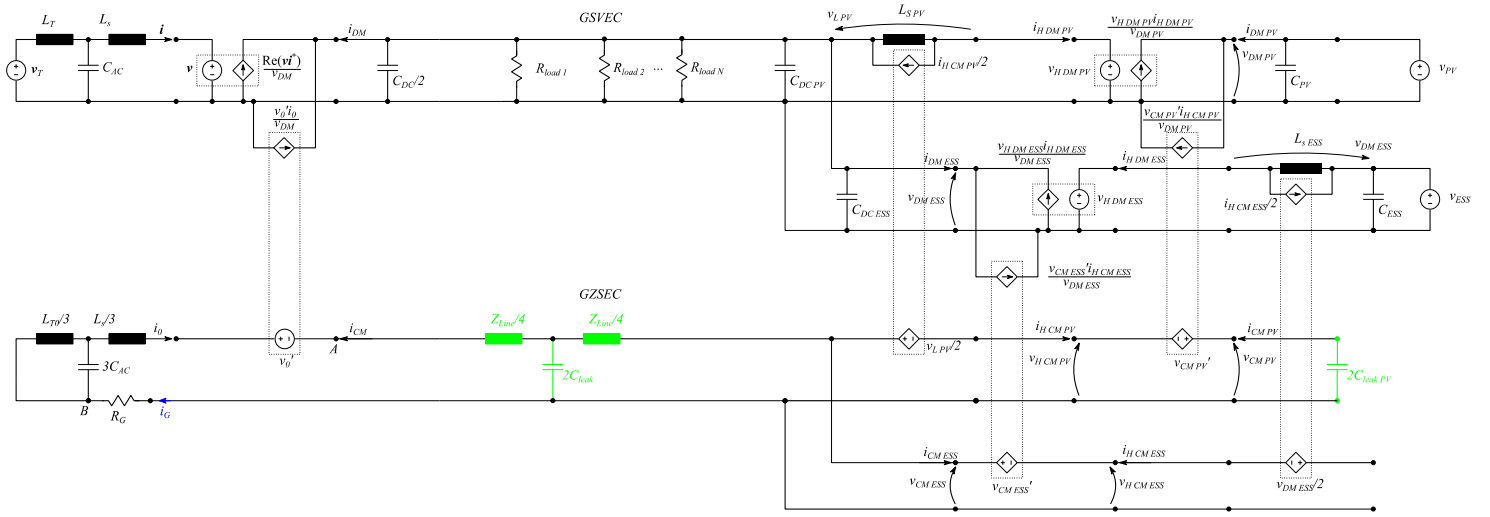 GSVEC
L_T L_s i
v_T C_AC v Re(vi*)/v_DM
i_DM C_DC/2
R_load 1 R_load 2 ... R_load N
C_DC PV
v_L PV L_S PV i_H CM PV/2
i_H DM PV v_H DM PV v_H DM PV i_H DM PV/v_DM PV
i_DM PV v_DM PV C_PV v_PV
v_0'i_0/v_DM
v_CM PV'i_H CM PV/v_DM PV
i_DM ESS C_DC ESS v_DM ESS
v_H DM ESS i_H DM ESS/v_DM ESS
i_H DM ESS v_H DM ESS
L_s ESS v_DM ESS i_H CM ESS/2 C_ESS v_ESS
v_CM ESS'i_H CM ESS/v_DM ESS
GZSEC
L_T0/3 L_s/3 i_0
3C_AC v_0' i_CM A
B R_G i_G
Z_Line/4 Z_Line/4
2C_leak
v_L PV/2
i_H CM PV v_H CM PV
v_CM PV' i_CM PV v_CM PV
2C_leak PV
i_CM ESS v_CM ESS v_CM ESS'
i_H CM ESS v_H CM ESS
v_DM ESS/2